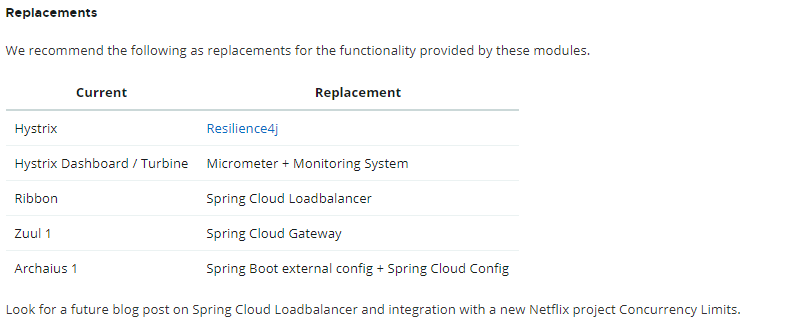 Replacements
We recommend the following as replacements for the functionality provided by these modules.
Current Replacement
Hystrix Resilience4j
Hystrix Dashboard / Turbine Micrometer + Monitoring System
Ribbon Spring Cloud Loadbalancer
Zuul 1 Spring Cloud Gateway
Archaius 1 Spring Boot external config + Spring Cloud Config
Look for a future blog post on Spring Cloud Loadbalancer and integration with a new Netflix project Concurrency Limits.